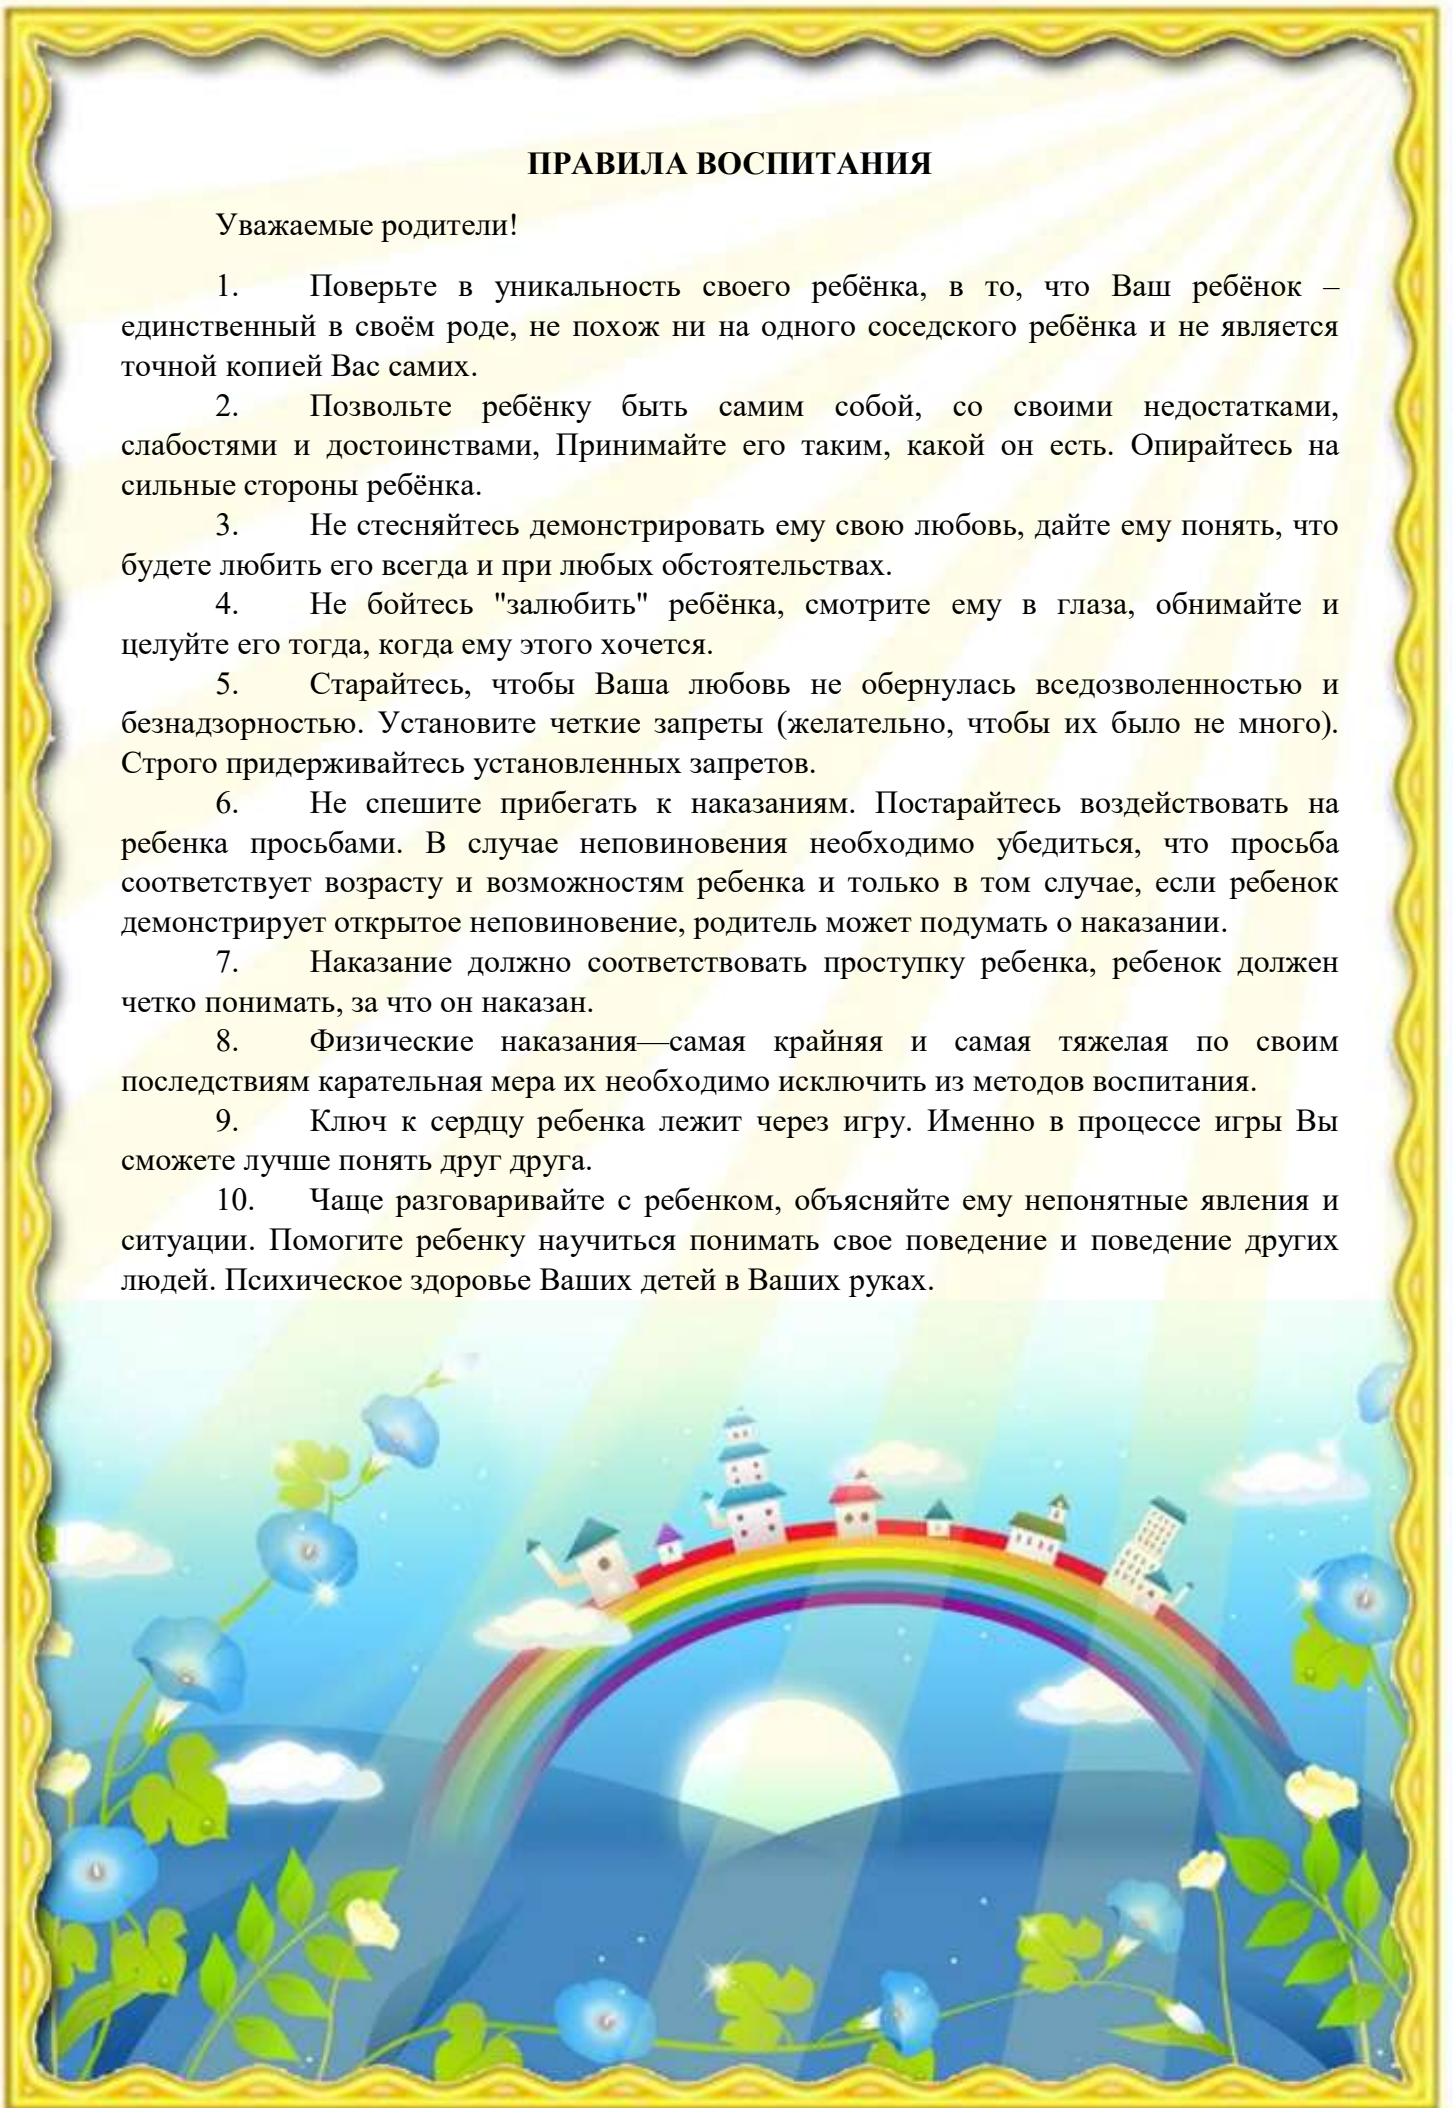 ПРАВИЛА ВОСПИТАНИЯ
Уважаемые родители!
1. Поверьте в уникальность своего ребёнка, в то, что Ваш ребёнок –
единственный в своём роде, не похож ни на одного соседского ребёнка и не является
точной копией Вас самих.
2. Позвольте ребёнку быть самим собой, со своими недостатками,
слабостями и достоинствами, Принимайте его таким, какой он есть. Опирайтесь на
сильные стороны ребёнка.
3. Не стесняйтесь демонстрировать ему свою любовь, дайте ему понять, что
будете любить его всегда и при любых обстоятельствах.
4. Не бойтесь "залюбить" ребёнка, смотрите ему в глаза, обнимайте и
целуйте его тогда, когда ему этого хочется.
5. Старайтесь, чтобы Ваша любовь не обернулась вседозволенностью и
безнадзорностью. Установите четкие запреты (желательно, чтобы их было не много).
Строго придерживайтесь установленных запретов.
6. Не спешите прибегать к наказаниям. Постарайтесь воздействовать на
ребенка просьбами. В случае неповиновения необходимо убедиться, что просьба
соответствует возрасту и возможностям ребенка и только в том случае, если ребенок
демонстрирует открытое неповиновение, родитель может подумать о наказании.
7. Наказание должно соответствовать проступку ребенка, ребенок должен
четко понимать, за что он наказан.
8. Физические наказания—самая крайняя и самая тяжелая по своим
последствиям карательная мера их необходимо исключить из методов воспитания.
9. Ключ к сердцу ребенка лежит через игру. Именно в процессе игры Вы
сможете лучше понять друг друга.
10. Чаще разговаривайте с ребенком, объясняйте ему непонятные явления и
ситуации. Помогите ребенку научиться понимать свое поведение и поведение других
людей. Психическое здоровье Ваших детей в Ваших руках.